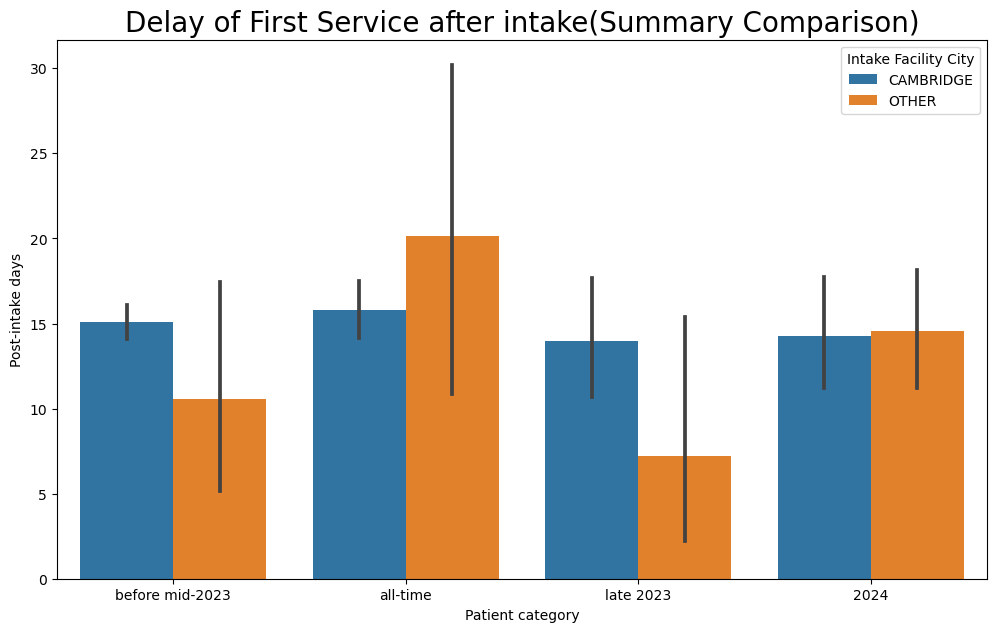 Delay of First Service after intake(Summary Comparison)
Intake Facility City
CAMBRIDGE
OTHER
Post-intake days
30
25
20
15
10
5
0
before mid-2023
all-time
late 2023
2024
Patient category